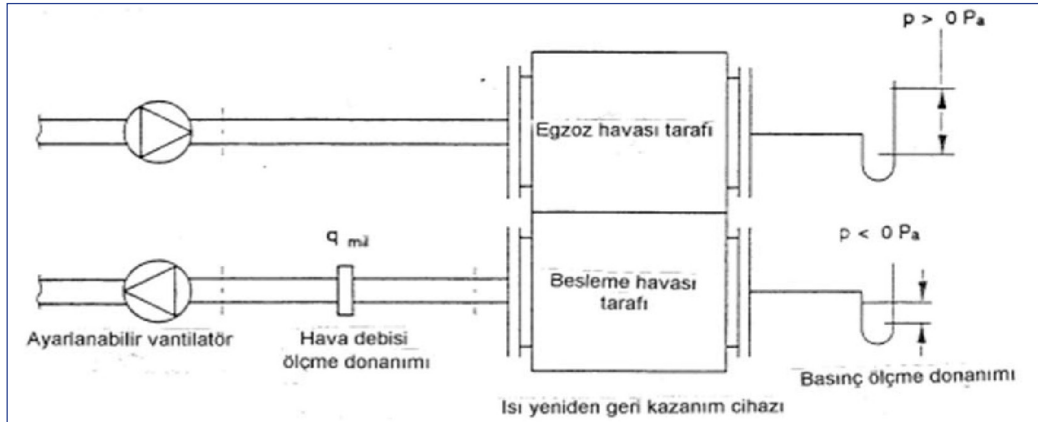 p > 0 Pa
Egzoz havası tarafı
q mil
p < 0 Pa
Besleme havası
tarafı
Ayarlanabilir vantilatör
Hava debisi
ölçme donanımı
Basınç ölçme donanımı
Isı yeniden geri kazanım cihazı